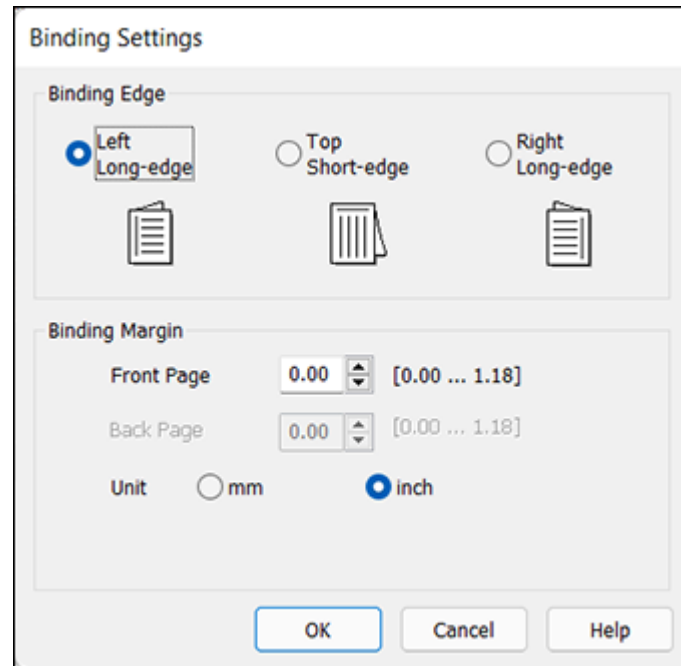 Binding Settings
Binding Edge
Left
Long-edge
Top
Short-edge
Right
Long-edge
Binding Margin
Front Page 0.00 [0.00 ... 1.18]
Back Page 0.00 [0.00 ... 1.18]
Unit mm inch
OK Cancel Help